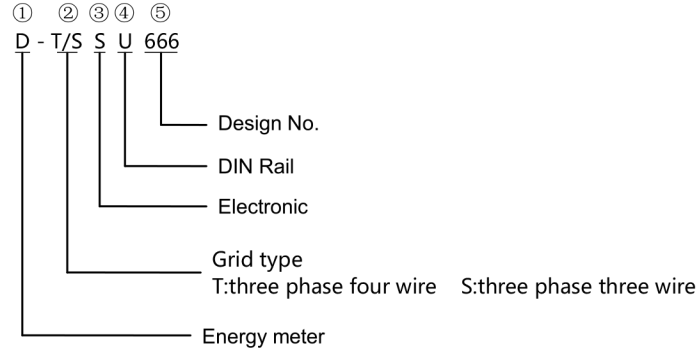 ① ② ③ ④ ⑤
D - T/S S U 666
Design No.
DIN Rail
Electronic
Grid type
T:three phase four wire S:three phase three wire
Energy meter